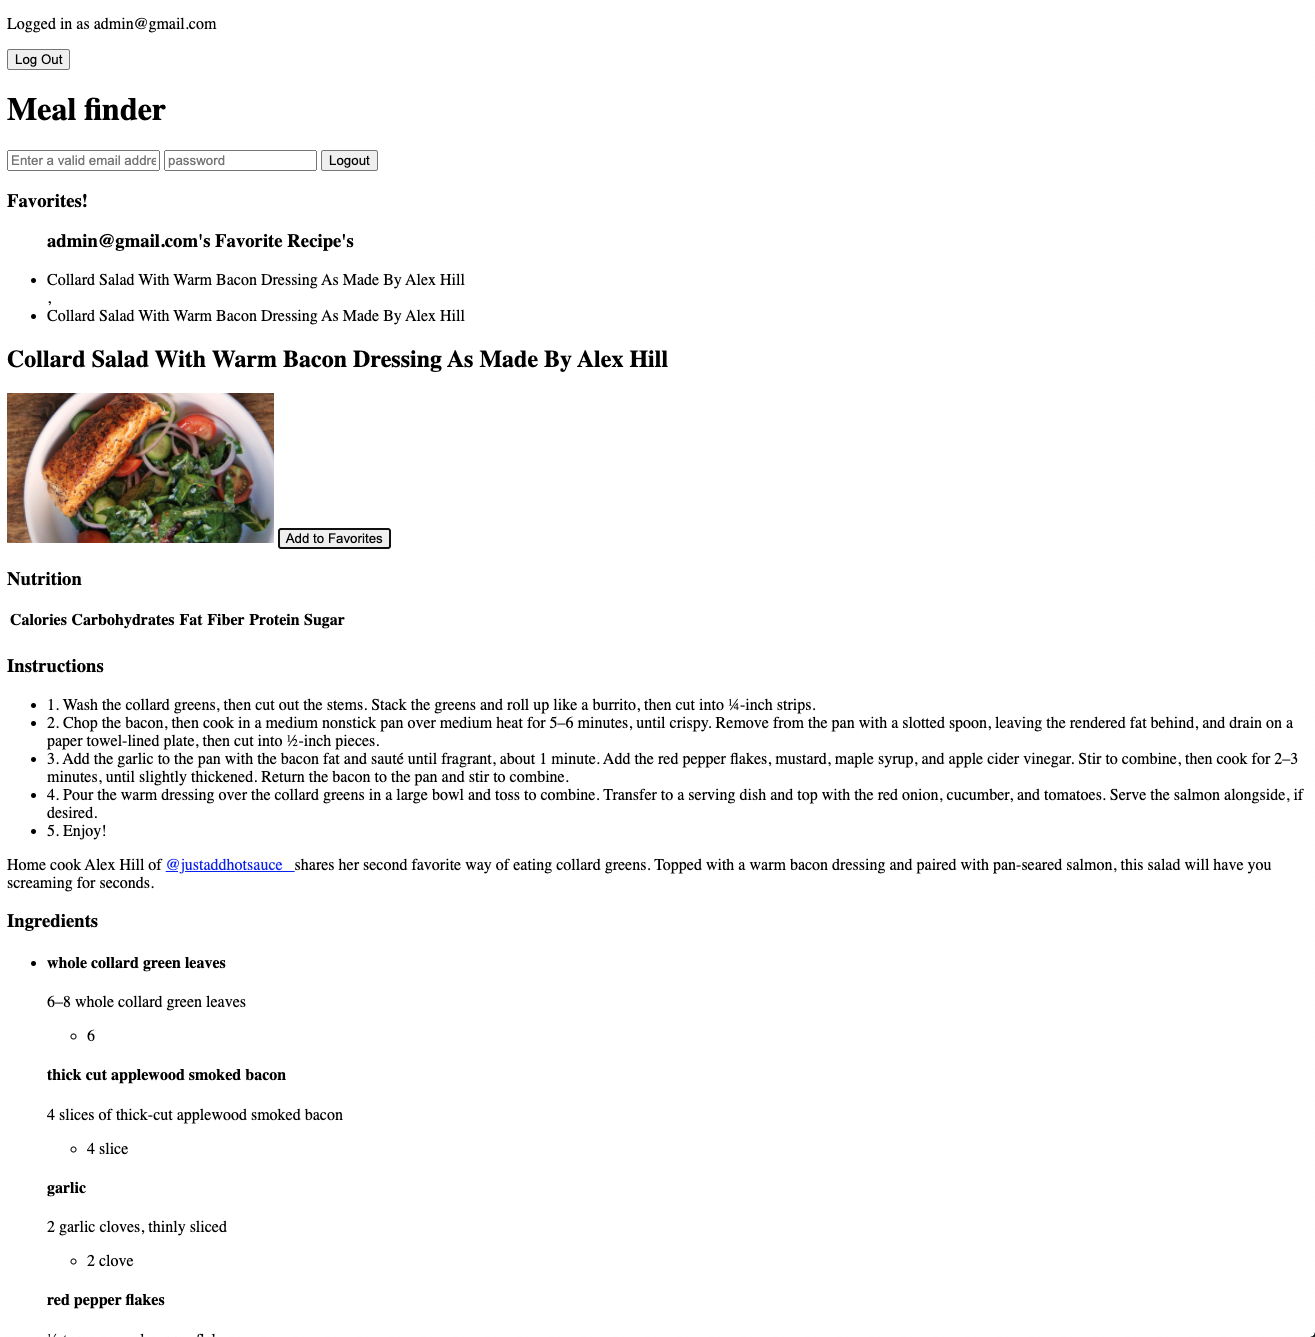 Logged in as admin@gmail.com
Log Out
Meal finder
Enter a valid email addre password Logout
Favorites!
admin@gmail.com's Favorite Recipe's
• Collard Salad With Warm Bacon Dressing As Made By Alex Hill
,
• Collard Salad With Warm Bacon Dressing As Made By Alex Hill
Collard Salad With Warm Bacon Dressing As Made By Alex Hill
Add to Favorites
Nutrition
Calories Carbohydrates Fat Fiber Protein Sugar
Instructions
• 1. Wash the collard greens, then cut out the stems. Stack the greens and roll up like a burrito, then cut into ¼-inch strips.
• 2. Chop the bacon, then cook in a medium nonstick pan over medium heat for 5–6 minutes, until crispy. Remove from the pan with a slotted spoon, leaving the rendered fat behind, and drain on a
paper towel-lined plate, then cut into ½-inch pieces.
• 3. Add the garlic to the pan with the bacon fat and sauté until fragrant, about 1 minute. Add the red pepper flakes, mustard, maple syrup, and apple cider vinegar. Stir to combine, then cook for 2–3
minutes, until slightly thickened. Return the bacon to the pan and stir to combine.
• 4. Pour the warm dressing over the collard greens in a large bowl and toss to combine. Transfer to a serving dish and top with the red onion, cucumber, and tomatoes. Serve the salmon alongside, if
desired.
• 5. Enjoy!
Home cook Alex Hill of @justaddhotsauce_ shares her second favorite way of eating collard greens. Topped with a warm bacon dressing and paired with pan-seared salmon, this salad will have you
screaming for seconds.
Ingredients
• whole collard green leaves
6–8 whole collard green leaves
◦ 6
thick cut applewood smoked bacon
4 slices of thick-cut applewood smoked bacon
◦ 4 slice
garlic
2 garlic cloves, thinly sliced
◦ 2 clove
red pepper flakes